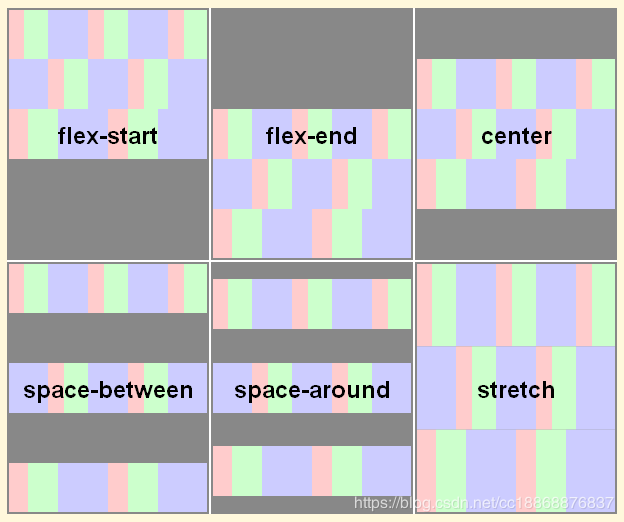 flex-start
flex-end
center
space-between
space-around
stretch
https://blog.csdn.net/cc18868876837